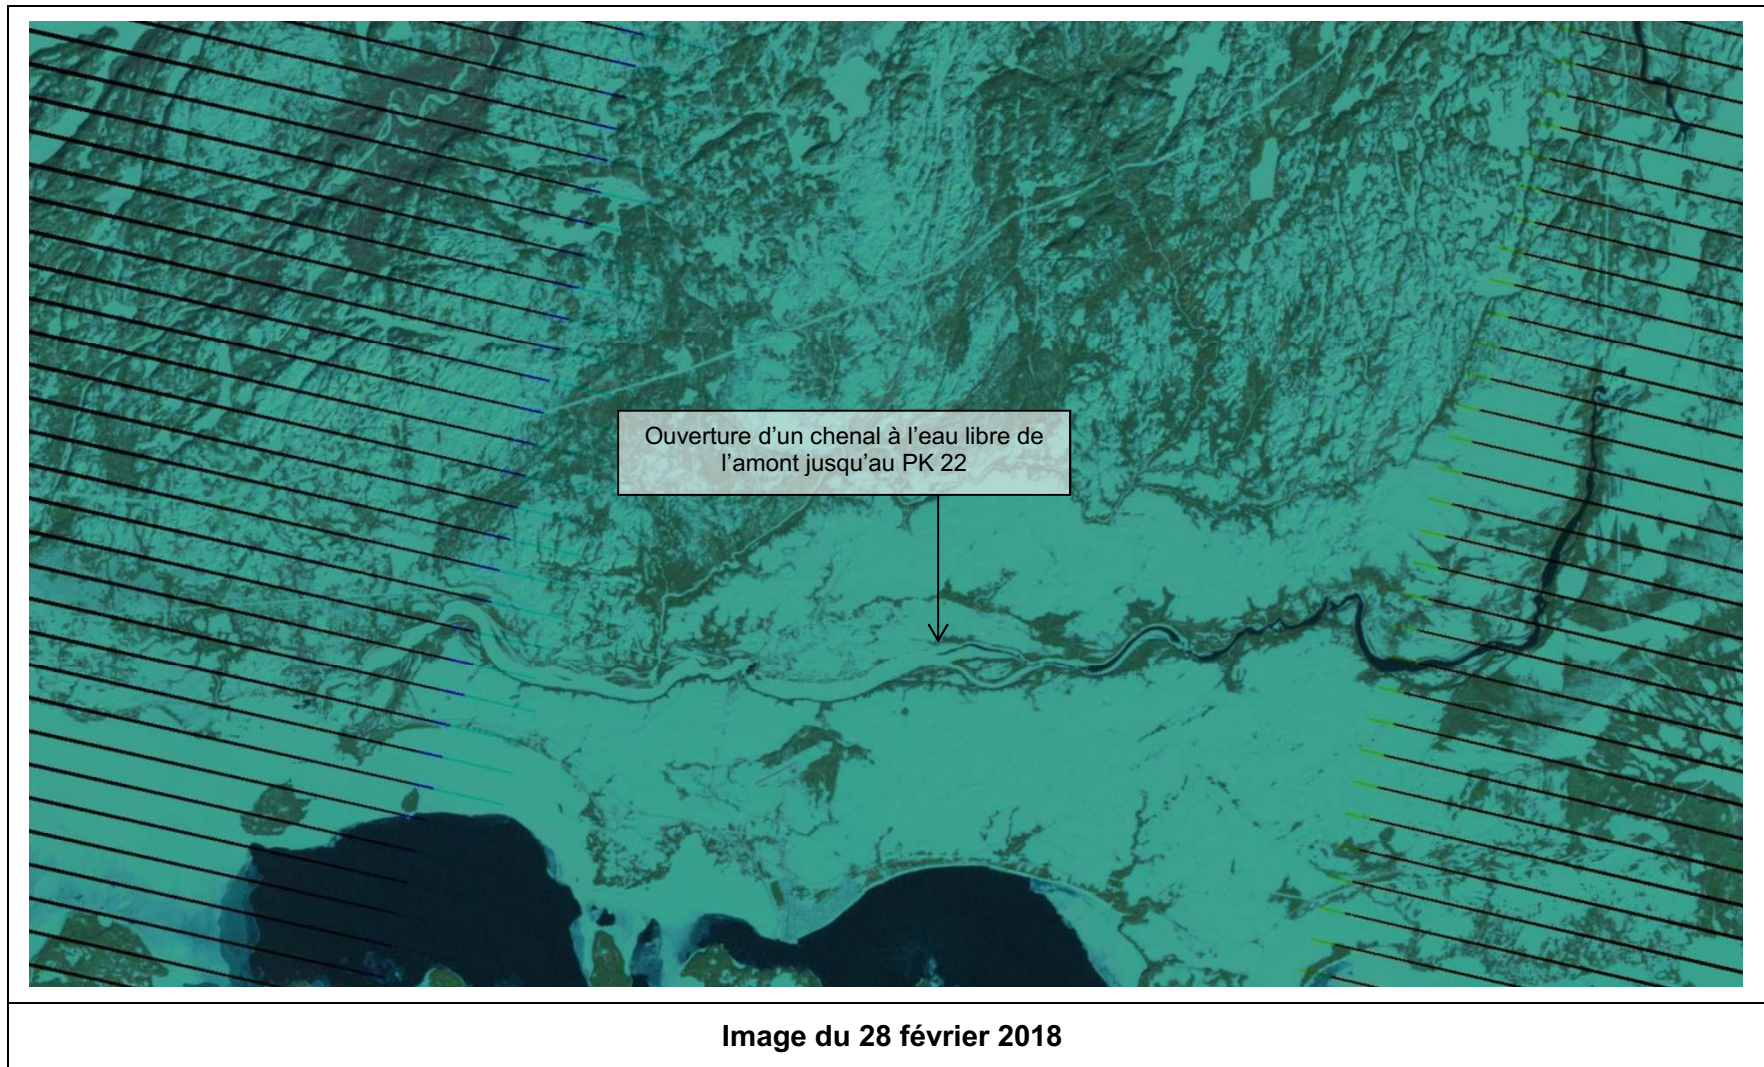 Ouverture d'un chenal à l'eau libre de
l'amont jusqu'au PK 22
Image du 28 février 2018